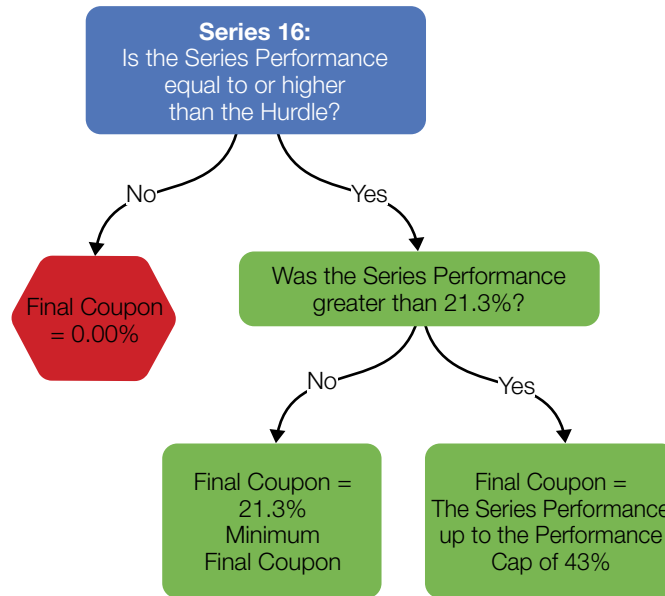 Series 16:
Is the Series Performance
equal to or higher
than the Hurdle?
No
Yes
Final Coupon
= 0.00%
Was the Series Performance
greater than 21.3%?
No
Yes
Final Coupon =
21.3%
Minimum
Final Coupon
Final Coupon =
The Series Performance
up to the Performance
Cap of 43%